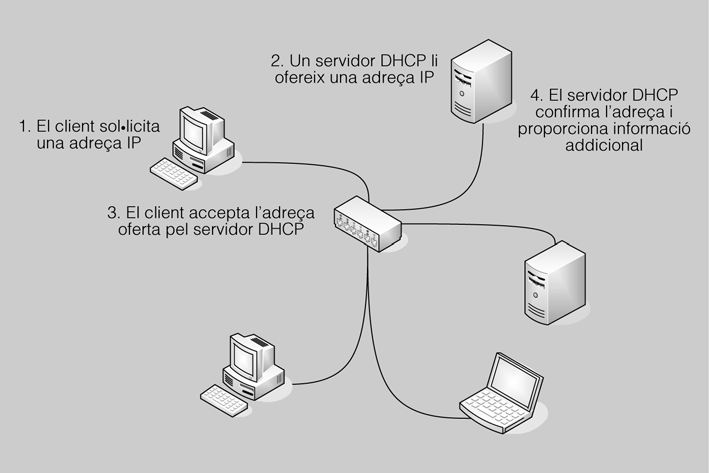 1. El client sol•licita
una adreça IP
2. Un servidor DHCP li
ofereix una adreça IP
3. El client accepta l'adreça
oferta pel servidor DHCP
4. El servidor DHCP
confirma l'adreça i
proporciona informació
addicional